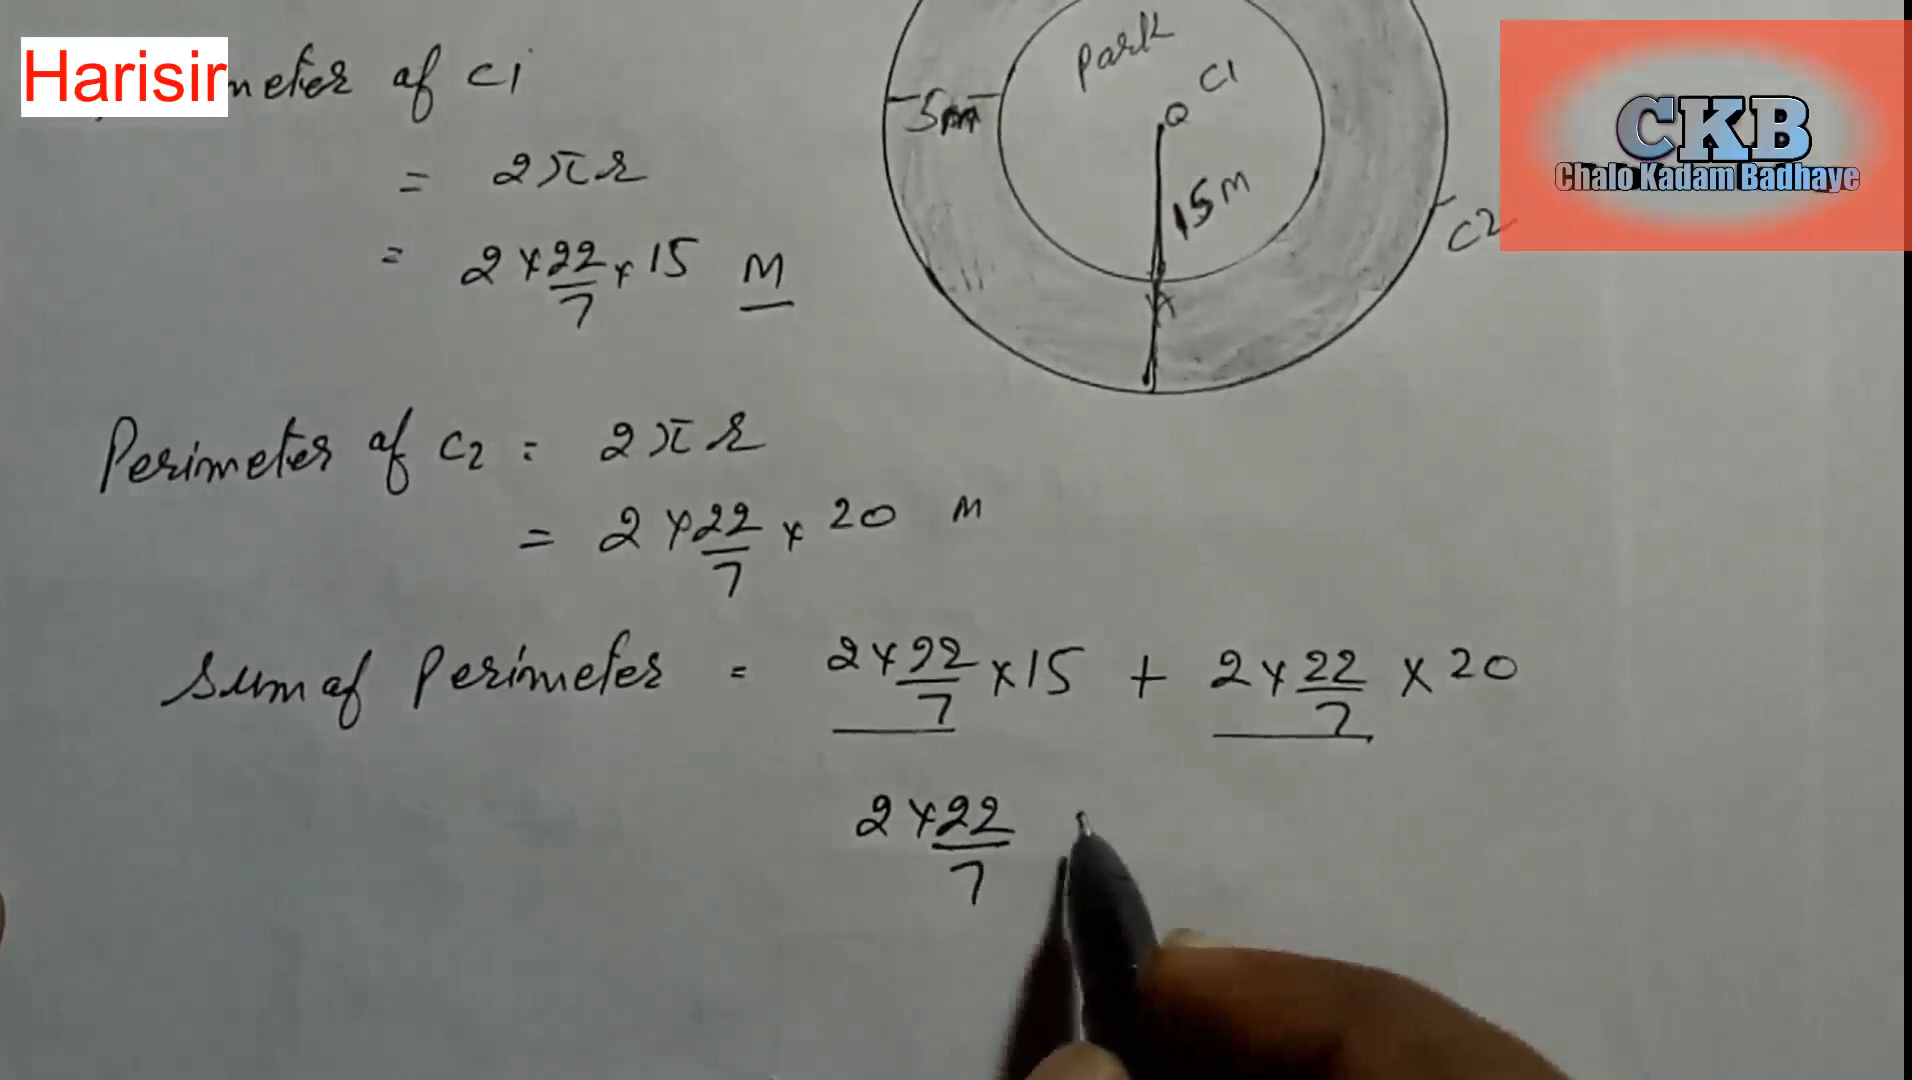 Harisir
meter of C1
= 2πr
= 2 × 22/7 × 15 M
Park
C1
O
5m
15 M
C2
CKB
Chalo Kadam Badhaye
Perimeter of C2 = 2πr
= 2 × 22/7 × 20 M
Sum of Perimeter = 2 × 22/7 × 15 + 2 × 22/7 × 20
2 × 22/7